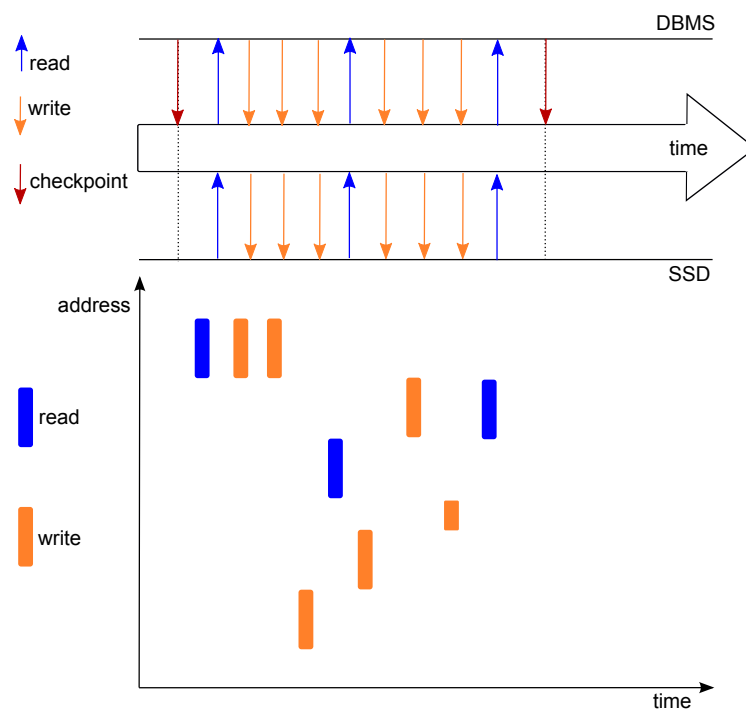 DBMS
read
write
checkpoint
time
SSD
address
read
write
time